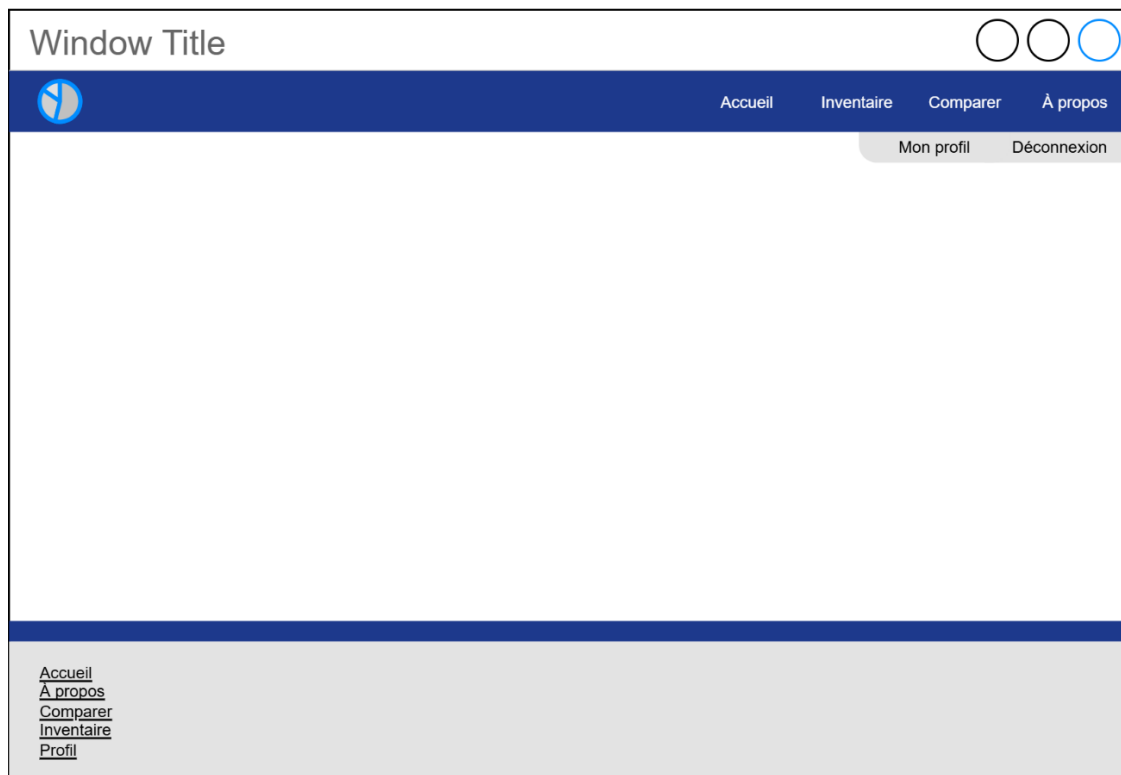 Window Title
Accueil Inventaire Comparer À propos
Mon profil Déconnexion
Accueil
À propos
Comparer
Inventaire
Profil